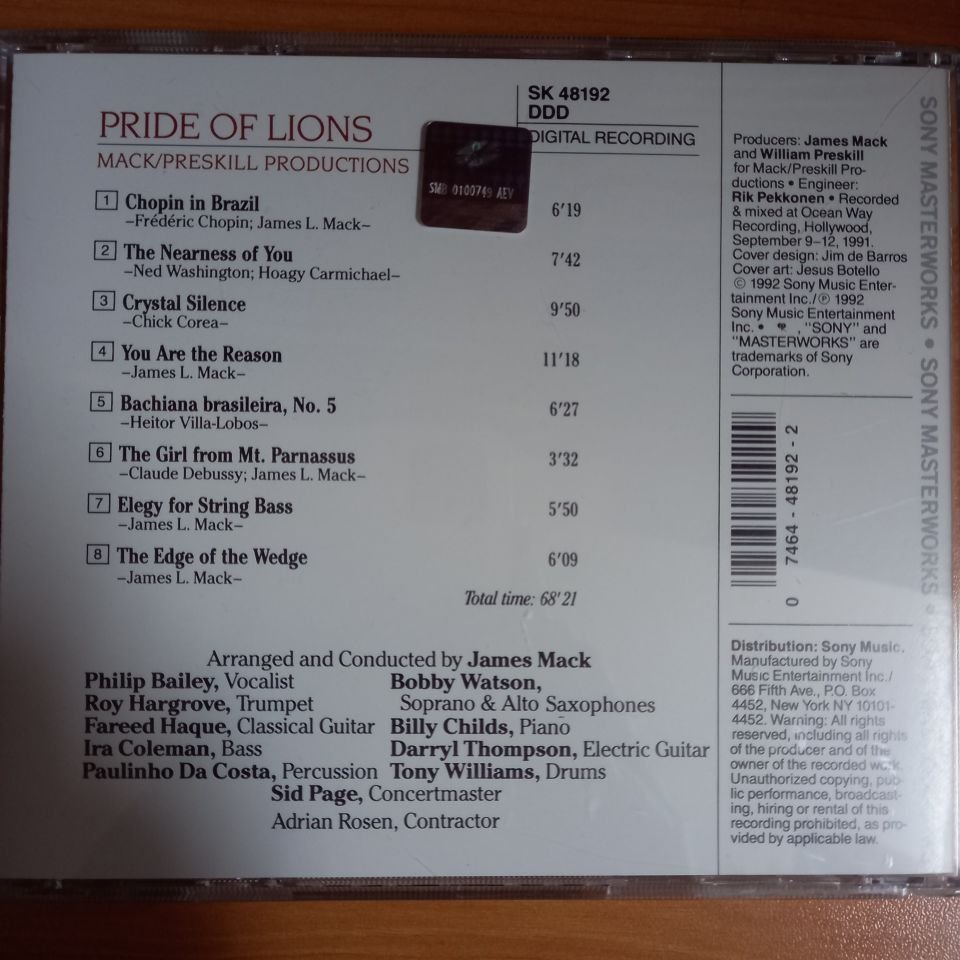 SK 48192
DDD
PRIDE OF LIONS
DIGITAL RECORDING
MACK/PRESKILL PRODUCTIONS
SMB 0100749 AEV
1 Chopin in Brazil 6'19
–Frédéric Chopin; James L. Mack–
2 The Nearness of You 7'42
–Ned Washington; Hoagy Carmichael–
3 Crystal Silence 9'50
–Chick Corea–
4 You Are the Reason 11'18
–James L. Mack–
5 Bachiana brasileira, No. 5 6'27
–Heitor Villa-Lobos–
6 The Girl from Mt. Parnassus 3'32
–Claude Debussy; James L. Mack–
7 Elegy for String Bass 5'50
–James L. Mack–
8 The Edge of the Wedge 6'09
–James L. Mack–
Total time: 68'21
Arranged and Conducted by James Mack
Philip Bailey, Vocalist
Roy Hargrove, Trumpet
Fareed Haque, Classical Guitar
Ira Coleman, Bass
Paulinho Da Costa, Percussion
Bobby Watson,
Soprano & Alto Saxophones
Billy Childs, Piano
Darryl Thompson, Electric Guitar
Tony Williams, Drums
Sid Page, Concertmaster
Adrian Rosen, Contractor
Producers: James Mack
and William Preskill
for Mack/Preskill Pro-
ductions • Engineer:
Rik Pekkonen • Recorded
& mixed at Ocean Way
Recording, Hollywood,
September 9–12, 1991.
Cover design: Jim de Barros
Cover art: Jesus Botello
© 1992 Sony Music Enter-
tainment Inc./℗ 1992
Sony Music Entertainment
Inc. • , "SONY" and
"MASTERWORKS" are
trademarks of Sony
Corporation.
0 7464 - 48192 - 2
Distribution: Sony Music.
Manufactured by Sony
Music Entertainment Inc./
666 Fifth Ave., P.O. Box
4452, New York NY 10101-
4452. Warning: All rights
reserved, including all rights
of the producer and of the
owner of the recorded work.
Unauthorized copying, pub-
lic performance, broadcast-
ing, hiring or rental of this
recording prohibited, as pro-
vided by applicable law.
SONY MASTERWORKS • SONY MASTERWORKS •